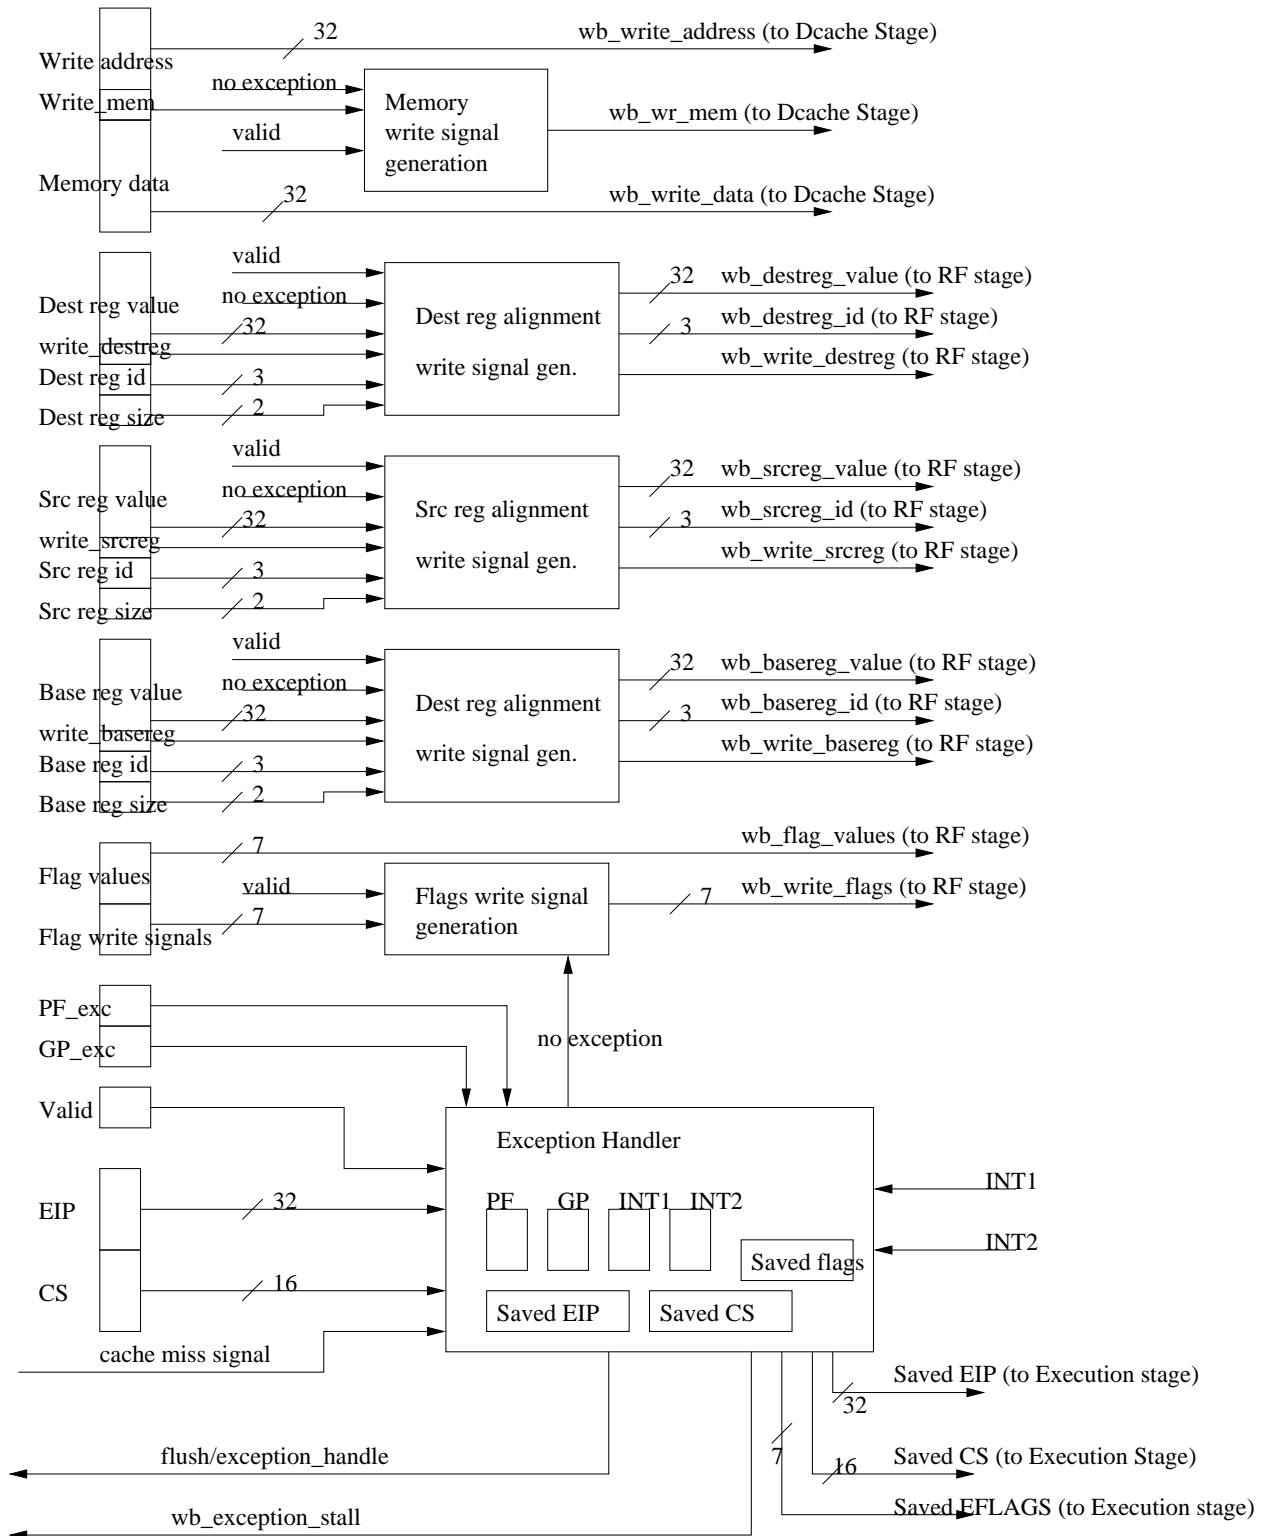 32
wb_write_address (to Dcache Stage)
Write address
no exception
Write_mem
Memory
write signal
generation
wb_wr_mem (to Dcache Stage)
valid
Memory data
32
wb_write_data (to Dcache Stage)
valid
32
wb_destreg_value (to RF stage)
no exception
Dest reg value
Dest reg alignment
3
wb_destreg_id (to RF stage)
32
write_destreg
wb_write_destreg (to RF stage)
Dest reg id
3
write signal gen.
Dest reg size
2
valid
32
wb_srcreg_value (to RF stage)
no exception
Src reg value
Src reg alignment
3
wb_srcreg_id (to RF stage)
32
write_srcreg
wb_write_srcreg (to RF stage)
Src reg id
3
write signal gen.
Src reg size
2
valid
32
wb_basereg_value (to RF stage)
no exception
Base reg value
Dest reg alignment
3
wb_basereg_id (to RF stage)
32
write_basereg
wb_write_basereg (to RF stage)
Base reg id
3
write signal gen.
Base reg size
2
7
wb_flag_values (to RF stage)
Flag values
valid
Flags write signal
generation
7
wb_write_flags (to RF stage)
7
Flag write signals
PF_exc
GP_exc
no exception
Valid
Exception Handler
INT1
EIP
32
PF
GP
INT1
INT2
INT2
Saved flags
CS
16
Saved EIP
Saved CS
cache miss signal
Saved EIP (to Execution stage)
32
flush/exception_handle
7
16
Saved CS (to Execution Stage)
Saved EFLAGS (to Execution stage)
wb_exception_stall